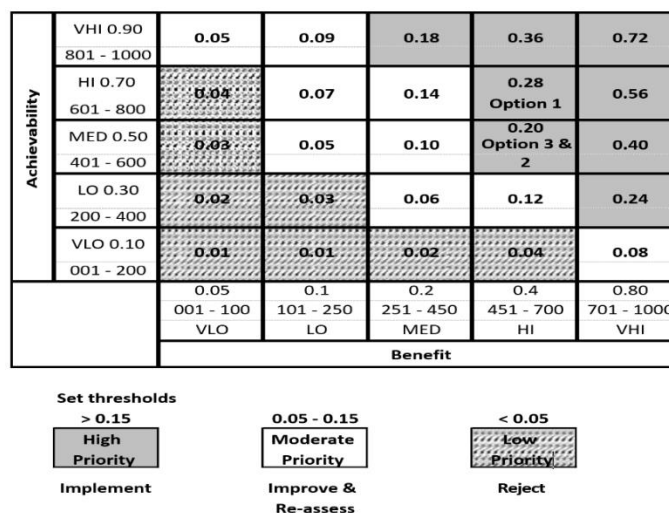 VHI 0.90
801 - 1000
0.05 0.09 0.18 0.36 0.72
HI 0.70
601 - 800
0.04 0.07 0.14 0.28 0.56
Option 1
MED 0.50
401 - 600
0.03 0.05 0.10 0.20 0.40
Option 3 &
2
LO 0.30
200 - 400
0.02 0.03 0.06 0.12 0.24
VLO 0.10
001 - 200
0.01 0.01 0.02 0.04 0.08
Achievability
0.05 0.1 0.2 0.4 0.80
001 - 100 101 - 250 251 - 450 451 - 700 701 - 1000
VLO LO MED HI VHI
Benefit
Set thresholds
> 0.15 0.05 - 0.15 < 0.05
High Moderate Low
Priority Priority Priority
Implement Improve & Reject
Re-assess